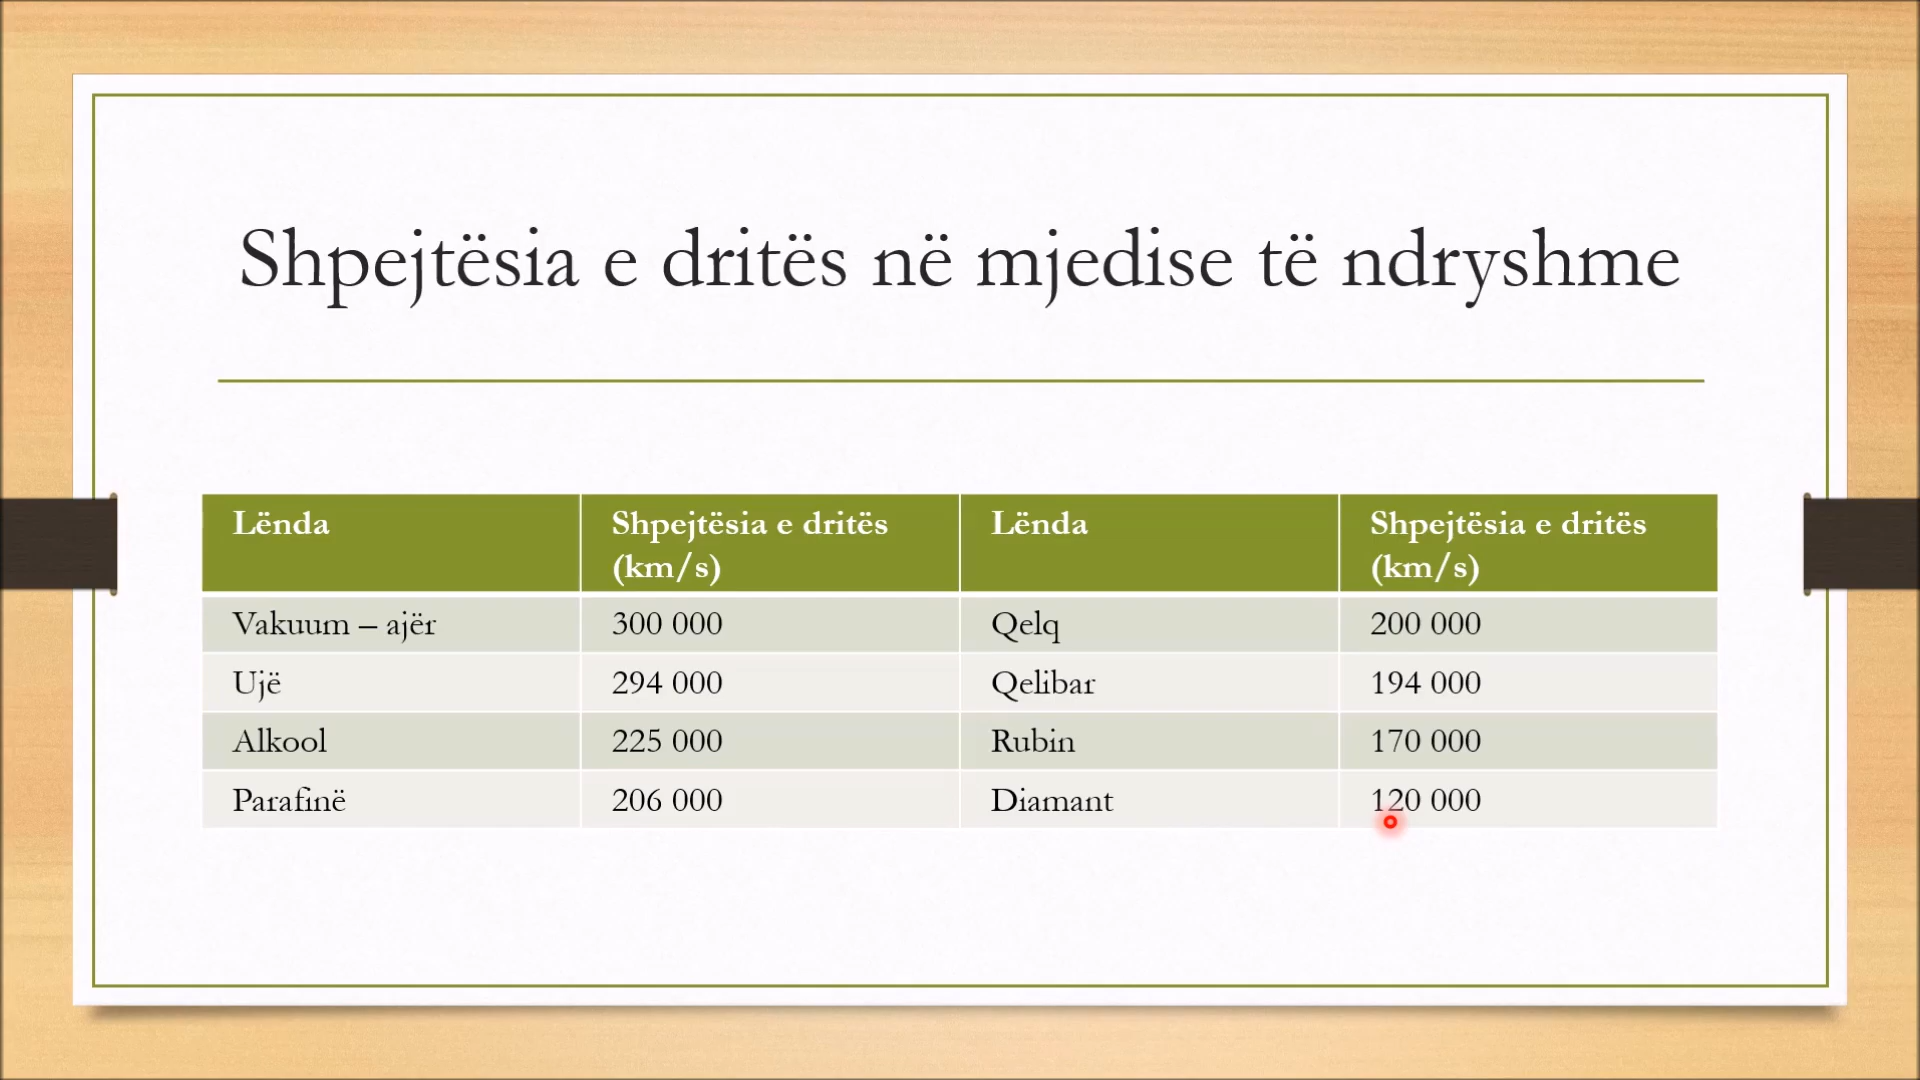 Shpejtësia e dritës në mjedise të ndryshme
Lënda Shpejtësia e dritës (km/s) Lënda Shpejtësia e dritës (km/s)
Vakuum – ajër 300 000 Qelq 200 000
Ujë 294 000 Qelibar 194 000
Alkool 225 000 Rubin 170 000
Parafinë 206 000 Diamant 120 000